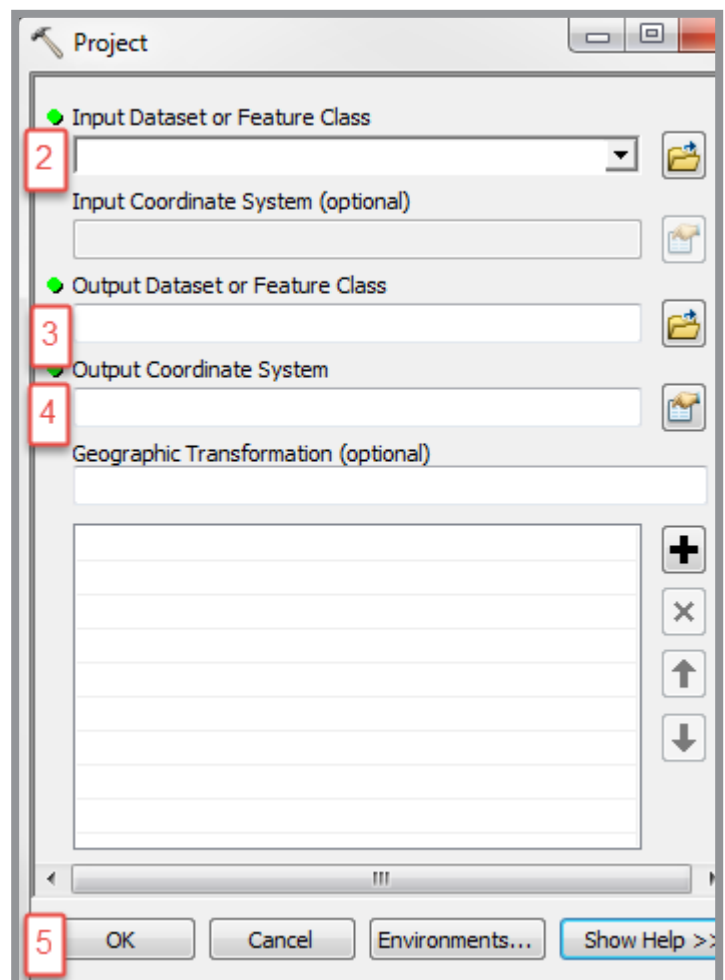 Project
Input Dataset or Feature Class
2
Input Coordinate System (optional)
Output Dataset or Feature Class
3
Output Coordinate System
4
Geographic Transformation (optional)
5 OK Cancel Environments... Show Help >>